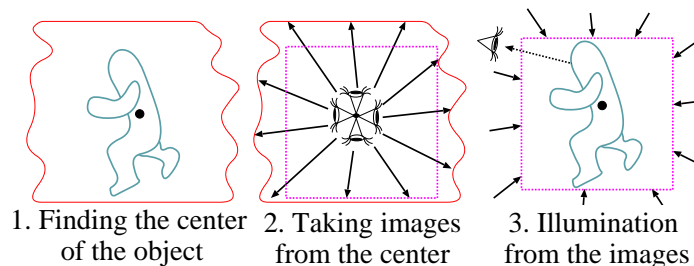 1. Finding the center
of the object
2. Taking images
from the center
3. Illumination
from the images